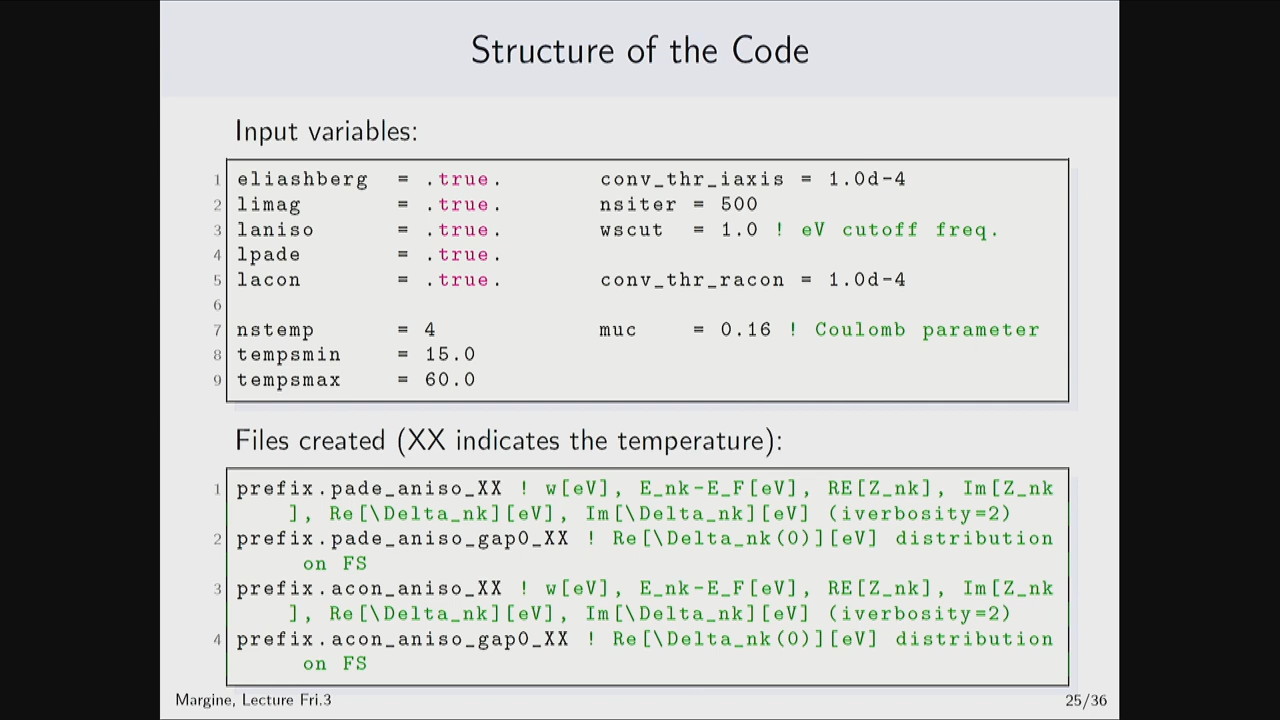 Structure of the Code
Input variables:
1 eliashberg = .true. conv_thr_iaxis = 1.0d-4
2 limag = .true. nsiter = 500
3 laniso = .true. wscut = 1.0 ! eV cutoff freq.
4 lpade = .true.
5 lacon = .true. conv_thr_racon = 1.0d-4
6
7 nstemp = 4 muc = 0.16 ! Coulomb parameter
8 tempsmin = 15.0
9 tempsmax = 60.0
Files created (XX indicates the temperature):
1 prefix.pade_aniso_XX ! w[eV], E_nk-E_F[eV], RE[Z_nk], Im[Z_nk
], Re[\Delta_nk][eV], Im[\Delta_nk][eV] (iverbosity=2)
2 prefix.pade_aniso_gap0_XX ! Re[\Delta_nk(0)][eV] distribution
on FS
3 prefix.acon_aniso_XX ! w[eV], E_nk-E_F[eV], RE[Z_nk], Im[Z_nk
], Re[\Delta_nk][eV], Im[\Delta_nk][eV] (iverbosity=2)
4 prefix.acon_aniso_gap0_XX ! Re[\Delta_nk(0)][eV] distribution
on FS
Margine, Lecture Fri.3 25/36